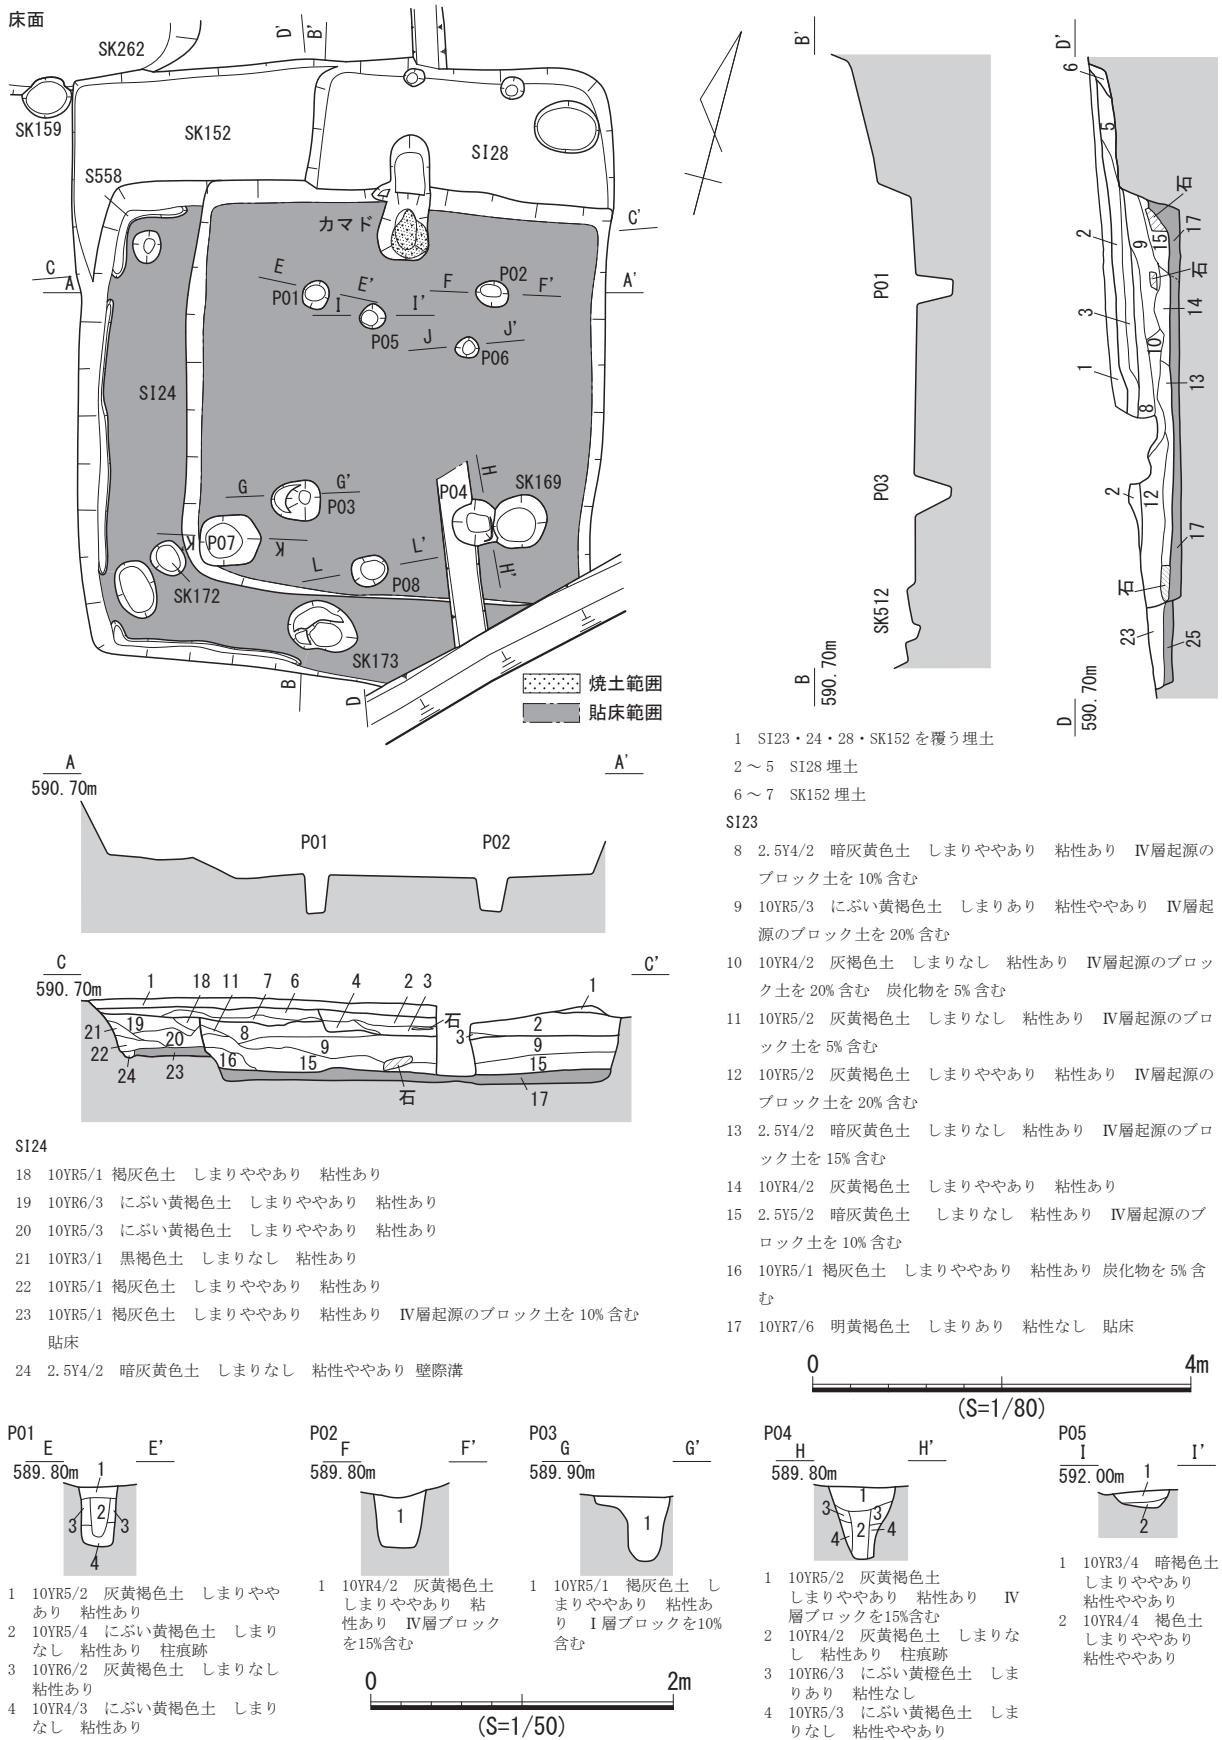 床面
SK262
D'
B'
SK159
SK152
SI28
S558
カマド
C'
C
A
A'
E
P01
E'
I
I'
P05
F
P02
F'
J
J'
P06
SI24
G
G'
P03
H
P04
SK169
K
P07
K
L
L'
P08
H'
SK172
SK173
B
D
焼土範囲
貼床範囲
B'
P01
P03
SK512
B
590.70m
D'
6
5
石
2
17
9
15
石
3
14
10
1
13
8
2
12
17
石
23
25
D
590.70m
A
590.70m
A'
P01
P02
C
590.70m
C'
1
18
11
7
6
4
2
3
1
石
19
21
20
8
9
3
2
9
22
16
15
15
24
23
石
17
1 SI23・24・28・SK152を覆う埋土
2～5 SI28埋土
6～7 SK152埋土
SI23
8 2.5Y4/2 暗灰黄色土 しまりややあり 粘性あり Ⅳ層起源の
ブロック土を10%含む
9 10YR5/3 にぶい黄褐色土 しまりあり 粘性ややあり Ⅳ層起
源のブロック土を20%含む
10 10YR4/2 灰褐色土 しまりなし 粘性あり Ⅳ層起源のブロッ
ク土を20%含む 炭化物を5%含む
11 10YR5/2 灰黄褐色土 しまりなし 粘性あり Ⅳ層起源のブロ
ック土を5%含む
12 10YR5/2 灰黄褐色土 しまりややあり 粘性あり Ⅳ層起源の
ブロック土を20%含む
13 2.5Y4/2 暗灰黄色土 しまりなし 粘性あり Ⅳ層起源のブロ
ック土を15%含む
14 10YR4/2 灰黄褐色土 しまりややあり 粘性あり
15 2.5Y5/2 暗灰黄色土 しまりなし 粘性あり Ⅳ層起源のブ
ロック土を10%含む
16 10YR5/1 褐灰色土 しまりややあり 粘性あり 炭化物を5%含
む
17 10YR7/6 明黄褐色土 しまりあり 粘性なし 貼床
SI24
18 10YR5/1 褐灰色土 しまりややあり 粘性あり
19 10YR6/3 にぶい黄褐色土 しまりややあり 粘性あり
20 10YR5/3 にぶい黄褐色土 しまりややあり 粘性あり
21 10YR3/1 黒褐色土 しまりなし 粘性あり
22 10YR5/1 褐灰色土 しまりややあり 粘性あり
23 10YR5/1 褐灰色土 しまりややあり 粘性あり Ⅳ層起源のブロック土を10%含む
貼床
24 2.5Y4/2 暗灰黄色土 しまりなし 粘性ややあり 壁際溝
0 4m
(S=1/80)
P01
E E'
589.80m
1
2
3 3
4
1 10YR5/2 灰黄褐色土 しまりやや
あり 粘性あり
2 10YR5/4 にぶい黄褐色土 しまり
なし 粘性あり 柱痕跡
3 10YR6/2 灰黄褐色土 しまりなし
粘性あり
4 10YR4/3 にぶい黄褐色土 しまり
なし 粘性あり
P02
F F'
589.80m
1
1 10YR4/2 灰黄褐色土
しまりややあり 粘
性あり Ⅳ層ブロック
を15%含む
P03
G G'
589.90m
1
1 10YR5/1 褐灰色土 し
まりややあり 粘性あ
り Ⅰ層ブロックを10%
含む
0 2m
(S=1/50)
P04
H H'
589.80m
1
3 3
4 2 4
1 10YR5/2 灰黄褐色土
しまりややあり 粘性あり Ⅳ
層ブロックを15%含む
2 10YR4/2 灰黄褐色土 しまりな
し 粘性あり 柱痕跡
3 10YR6/3 にぶい黄橙色土 しま
りあり 粘性なし
4 10YR5/3 にぶい黄褐色土 しま
りなし 粘性ややあり
P05
I I'
592.00m
1
2
1 10YR3/4 暗褐色土
しまりややあり
粘性ややあり
2 10YR4/4 褐色土
しまりややあり
粘性ややあり